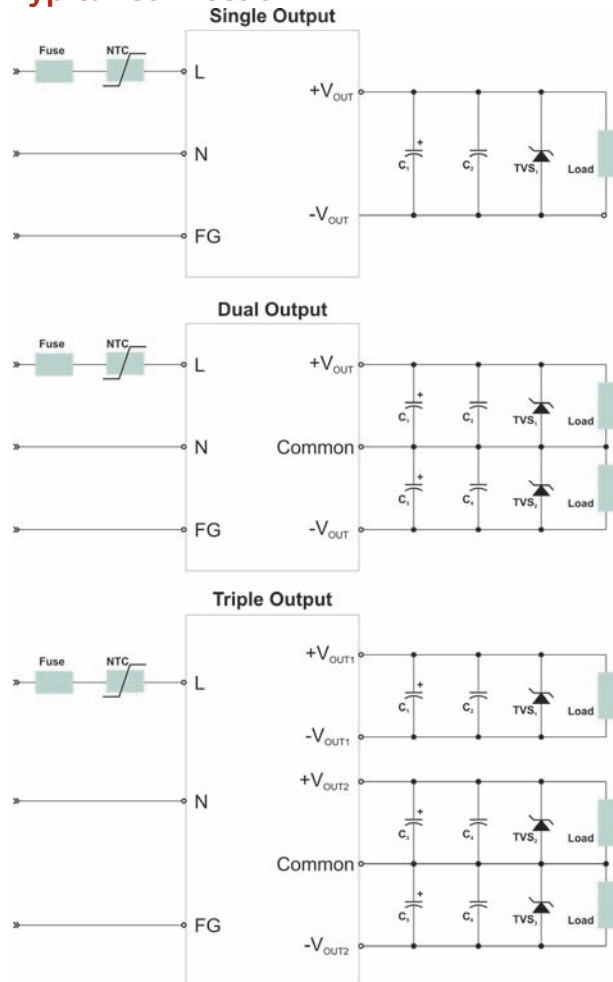 Single Output
Fuse
NTC
L
+VOUT
C1
+
C2
TVS1
Load
N
-VOUT
FG
Dual Output
Fuse
NTC
L
+VOUT
C1
+
C2
TVS1
Load
N
Common
C3
+
C4
TVS2
Load
FG
-VOUT
Triple Output
Fuse
NTC
L
+VOUT1
C1
+
C2
TVS1
Load
-VOUT1
+VOUT2
N
C3
+
C4
TVS2
Load
Common
C5
+
TVS3
Load
FG
-VOUT2